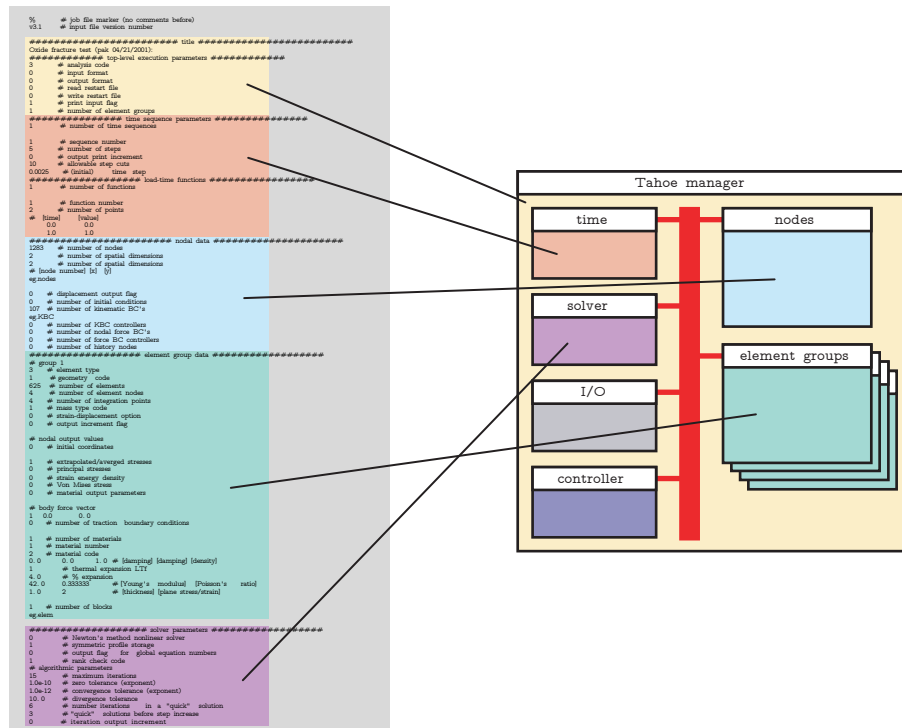 % # job file marker (no comments before)
v3.1 # input file version number
######################## title #########################
Oxide fracture test (pak 04/21/2001):
############ top-level execution parameters ############
3 # analysis code
0 # input format
0 # output format
0 # read restart file
0 # write restart file
1 # print input flag
1 # number of element groups
############### time sequence parameters ###############
1 # number of time sequences
1 # sequence number
5 # number of steps
0 # output print increment
10 # allowable step cuts
0.0025 # (initial) time step
################## load-time functions #################
1 # number of functions
1 # function number
2 # number of points
# [time] [value]
0.0 0.0
1.0 1.0
####################### nodal data #####################
1283 # number of nodes
2 # number of spatial dimensions
2 # number of spatial dimensions
# [node number] [x] [y]
eg.nodes
0 # displacement output flag
0 # number of initial conditions
107 # number of kinematic BC's
eg.KBC
0 # number of KBC controllers
0 # number of nodal force BC's
0 # number of force BC controllers
0 # number of history nodes
################## element group data ##################
# group 1
3 # element type
1 # geometry code
625 # number of elements
4 # number of element nodes
4 # number of integration points
1 # mass type code
0 # strain-displacement option
0 # output increment flag
# nodal output values
0 # initial coordinates
1 # extrapolated/averged stresses
0 # principal stresses
0 # strain energy density
0 # Von Mises stress
0 # material output parameters
# body force vector
1 0.0 0. 0
0 # number of traction boundary conditions
1 # number of materials
1 # material number
2 # material code
0. 0 0. 0 1. 0 # [damping] [damping] [density]
1 # thermal expansion LTf
4. 0 # % expansion
42. 0 0.333333 # [Young's modulus] [Poisson's ratio]
1. 0 2 # [thickness] [plane stress/strain]
1 # number of blocks
eg.elem
################### solver parameters ##################
0 # Newton's method nonlinear solver
1 # symmetric profile storage
0 # output flag for global equation numbers
1 # rank check code
# algorithmic parameters
15 # maximum iterations
1.0e-10 # zero tolerance (exponent)
1.0e-12 # convergence tolerance (exponent)
10. 0 # divergence tolerance
6 # number iterations in a "quick" solution
3 # "quick" solutions before step increase
0 # iteration output increment
Tahoe manager
time
nodes
solver
element groups
I/O
controller